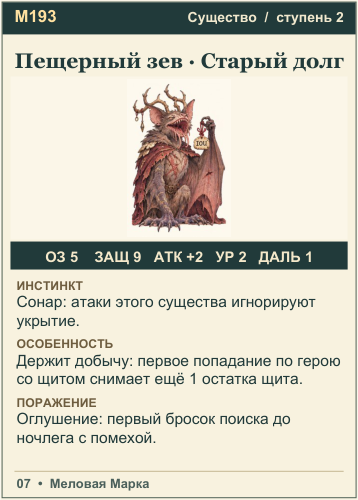 М193
Существо / ступень 2
Пещерный зев · Старый долг
IOU
ОЗ 5 ЗАЩ 9 АТК +2 УР 2 ДАЛЬ 1
ИНСТИНКТ
Сонар: атаки этого существа игнорируют
укрытие.
ОСОБЕННОСТЬ
Держит добычу: первое попадание по герою
со щитом снимает ещё 1 остатка щита.
ПОРАЖЕНИЕ
Оглушение: первый бросок поиска до
ночлега с помехой.
07 • Меловая Марка